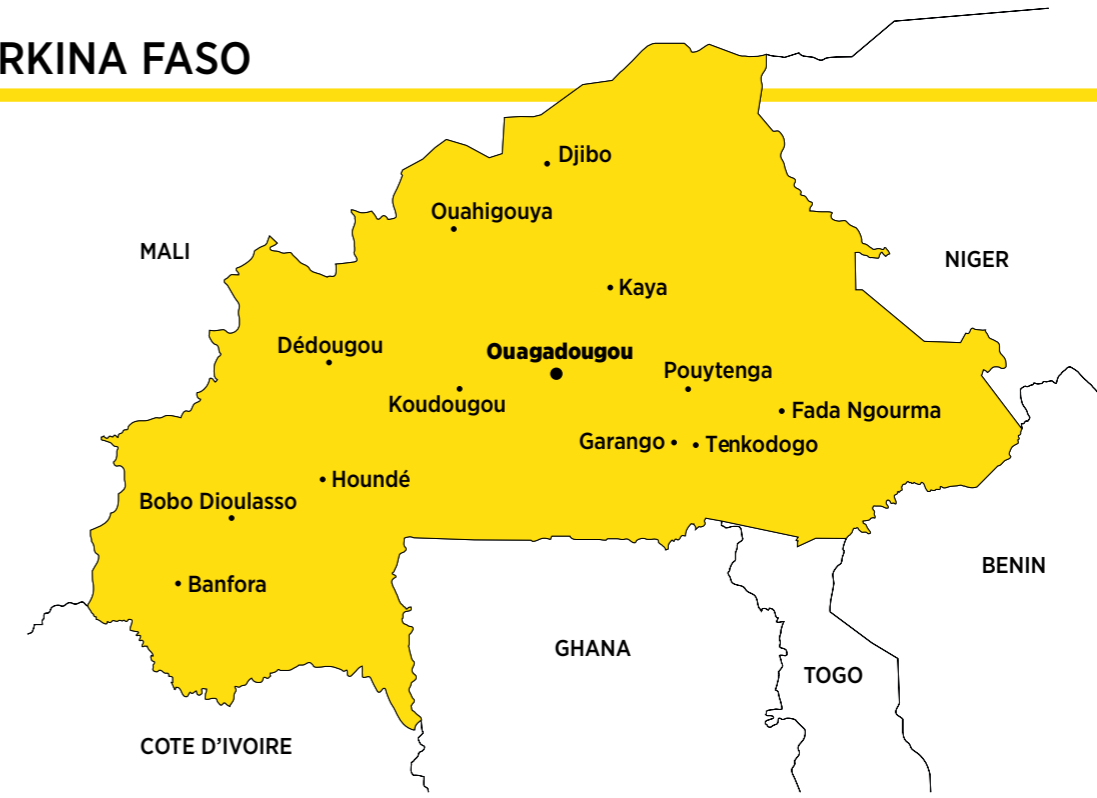 RKINA FASO
Djibo
Ouahigouya
MALI
NIGER
Kaya
Dédougou
Ouagadougou
Pouytenga
Koudougou
Fada Ngourma
Garango
Tenkodogo
Houndé
Bobo Dioulasso
BENIN
Banfora
GHANA
TOGO
COTE D’IVOIRE